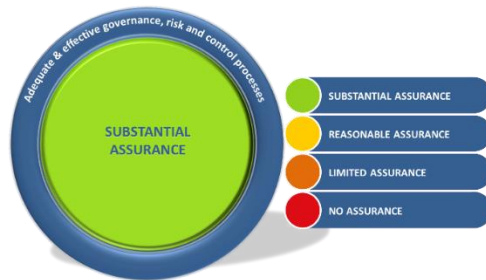 Adequate & effective governance, risk and control processes
SUBSTANTIAL
ASSURANCE
SUBSTANTIAL ASSURANCE
REASONABLE ASSURANCE
LIMITED ASSURANCE
NO ASSURANCE